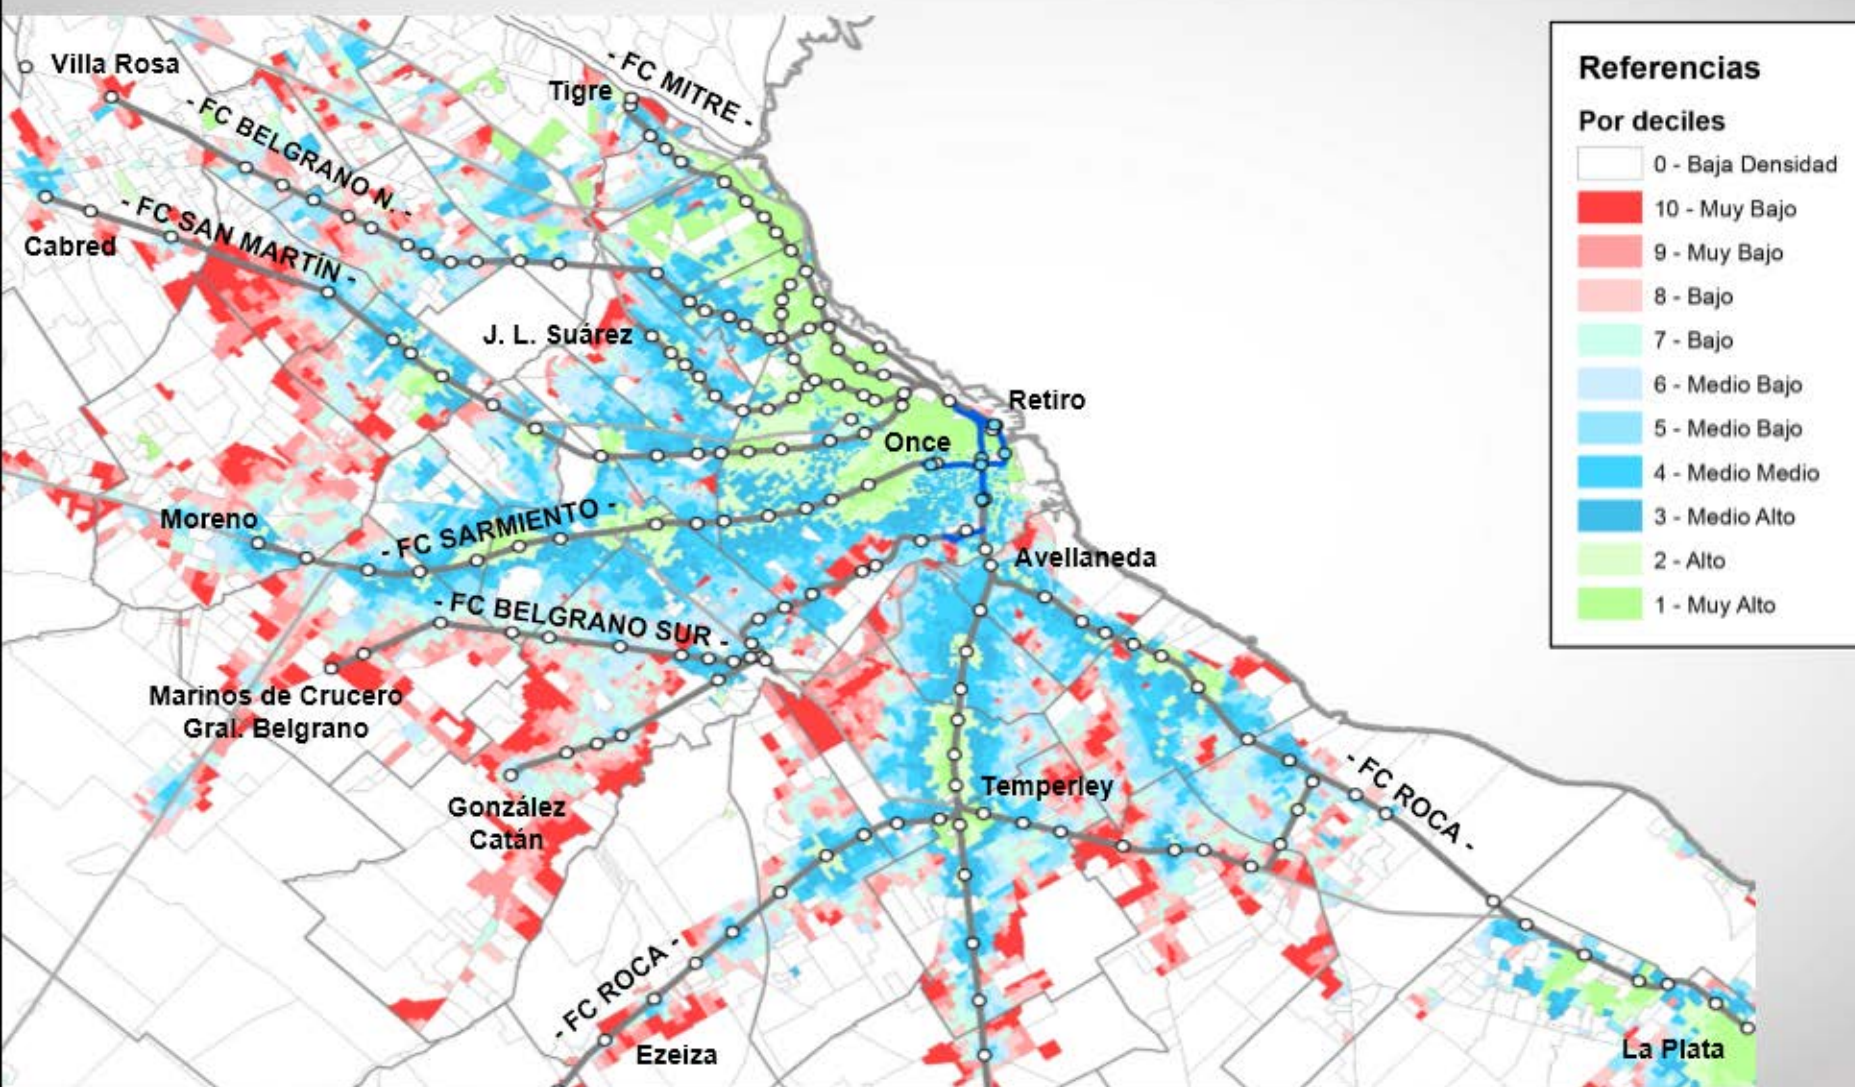 Villa Rosa
- FC BELGRANO N. -
Tigre
- FC MITRE -
- FC SAN MARTÍN -
Cabred
J. L. Suárez
Retiro
Once
Moreno
- FC SARMIENTO -
Avellaneda
- FC BELGRANO SUR -
Marinos de Crucero
Gral. Belgrano
González
Catán
Temperley
- FC ROCA -
- FC ROCA -
Ezeiza
La Plata
Referencias
Por deciles
0 - Baja Densidad
10 - Muy Bajo
9 - Muy Bajo
8 - Bajo
7 - Bajo
6 - Medio Bajo
5 - Medio Bajo
4 - Medio Medio
3 - Medio Alto
2 - Alto
1 - Muy Alto